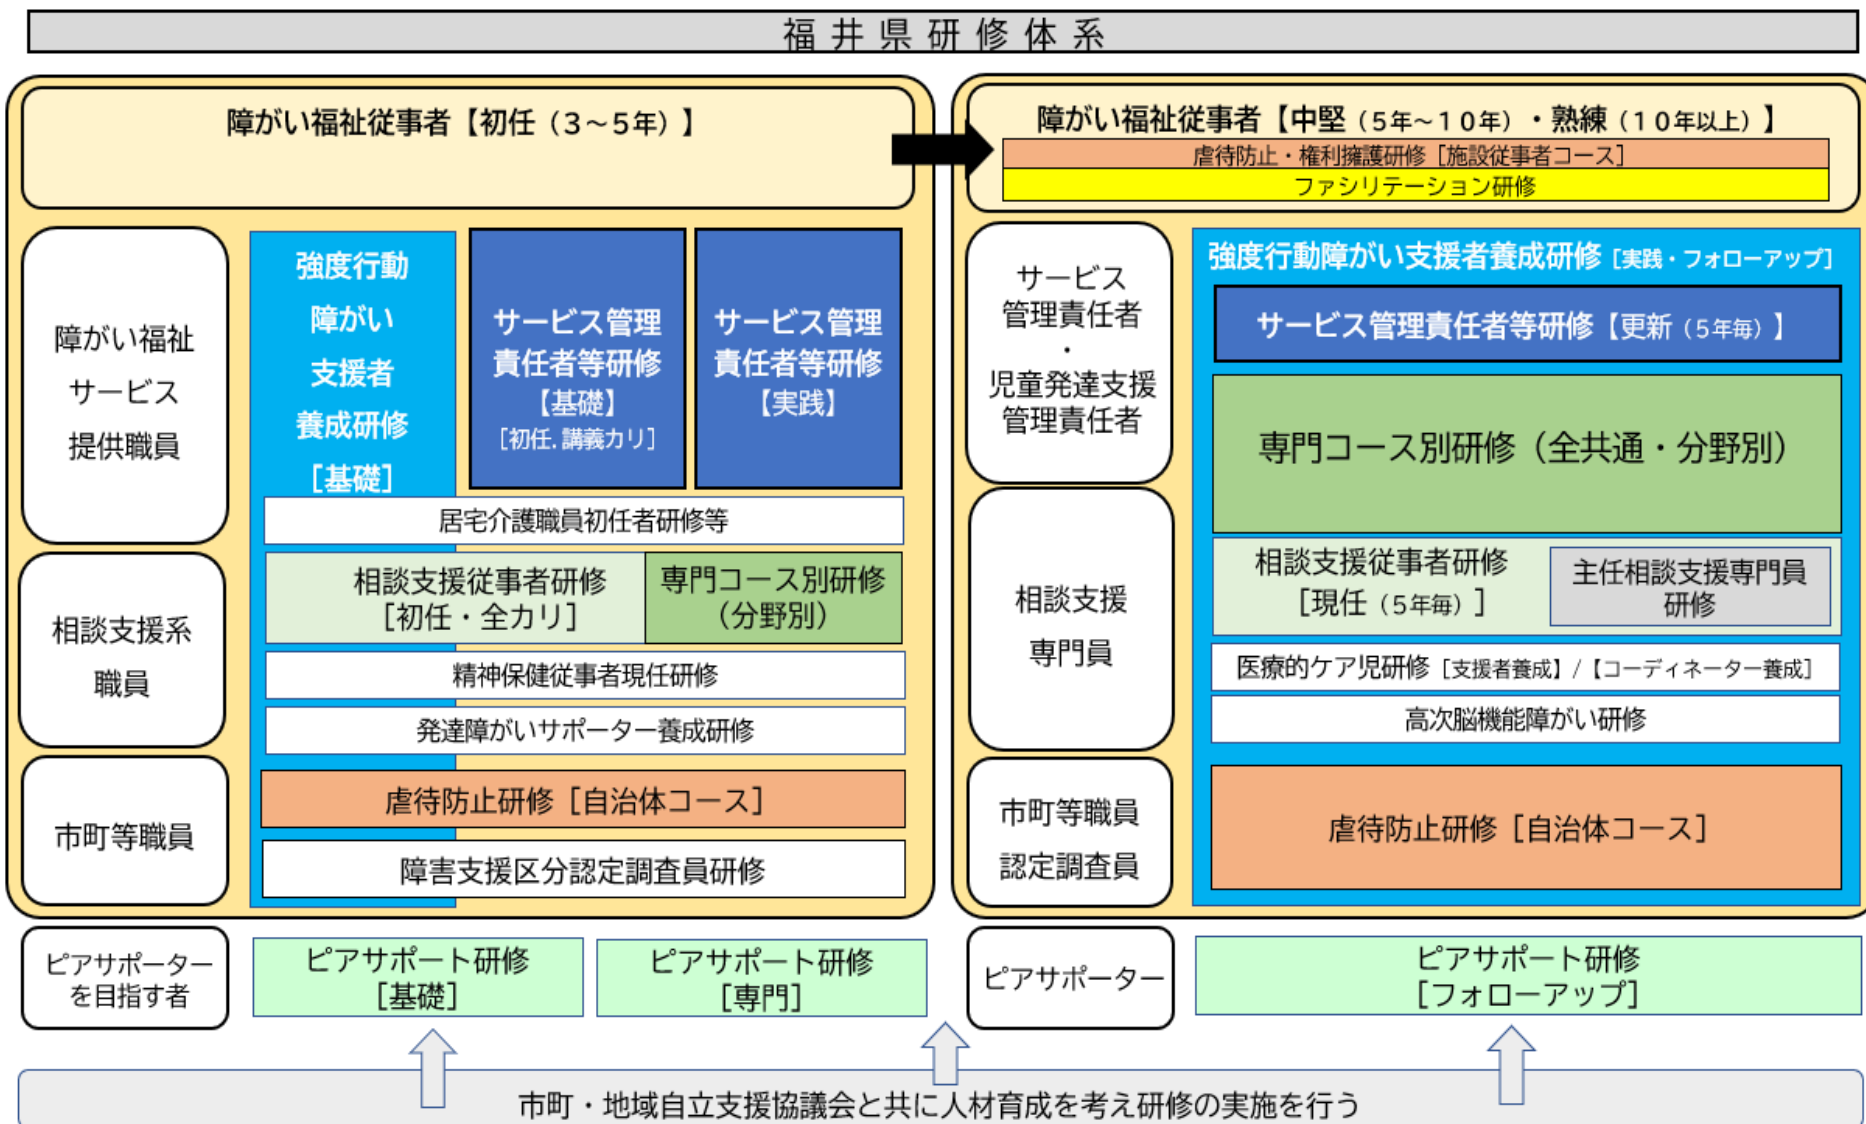 福井県研修体系
障がい福祉従事者【初任（3～5年）】
障がい福祉
サービス
提供職員
強度行動
障がい
支援者
養成研修
［基礎］
サービス管理
責任者等研修
【基礎】
［初任．講義カリ］
サービス管理
責任者等研修
【実践】
居宅介護職員初任者研修等
相談支援系
職員
相談支援従事者研修
［初任・全カリ］
専門コース別研修
（分野別）
精神保健従事者現任研修
発達障がいサポーター養成研修
市町等職員
虐待防止研修［自治体コース］
障害支援区分認定調査員研修
ピアサポーター
を目指す者
ピアサポート研修
［基礎］
ピアサポート研修
［専門］
障がい福祉従事者【中堅（5年～10年）・熟練（10年以上）】
虐待防止・権利擁護研修［施設従事者コース］
ファシリテーション研修
サービス
管理責任者
・
児童発達支援
管理責任者
強度行動障がい支援者養成研修［実践・フォローアップ］
サービス管理責任者等研修【更新（5年毎）】
専門コース別研修（全共通・分野別）
相談支援
専門員
相談支援従事者研修
［現任（5年毎）］
主任相談支援専門員
研修
医療的ケア児研修［支援者養成】/【コーディネーター養成］
高次脳機能障がい研修
市町等職員
認定調査員
虐待防止研修［自治体コース］
ピアサポーター
ピアサポート研修
［フォローアップ］
市町・地域自立支援協議会と共に人材育成を考え研修の実施を行う